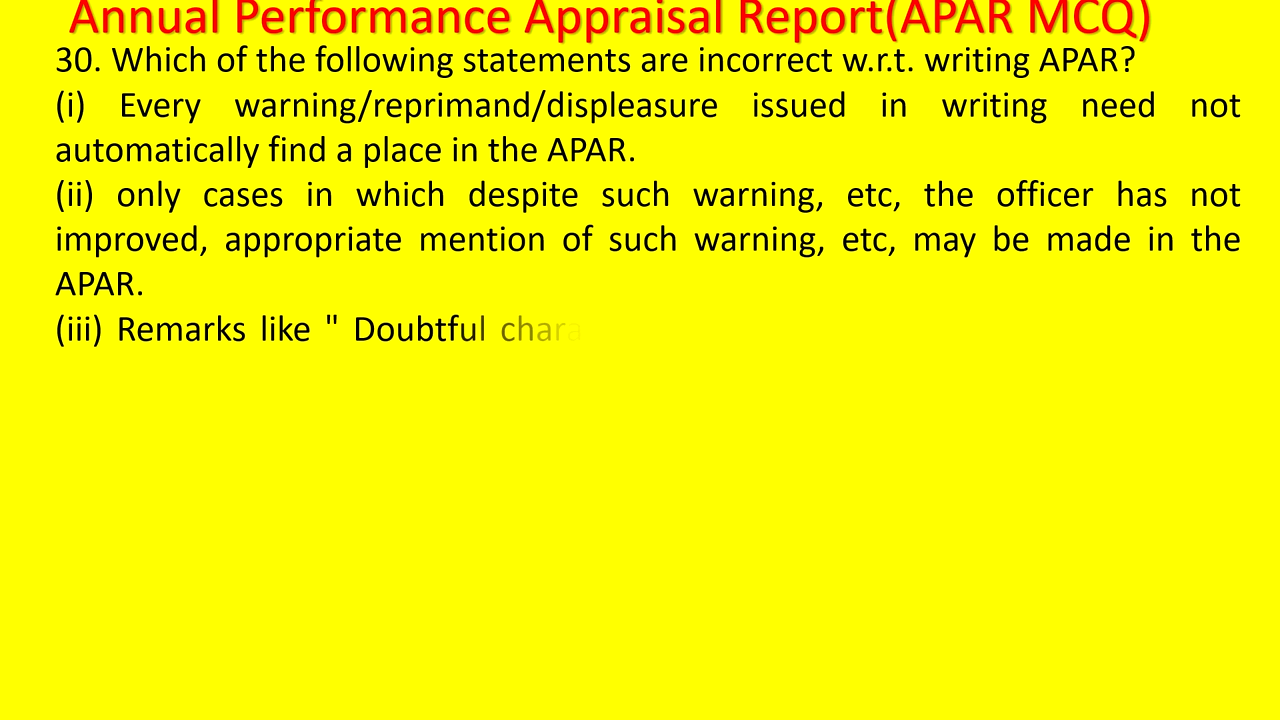 Annual Performance Appraisal Report(APAR MCQ)
30. Which of the following statements are incorrect w.r.t. writing APAR?
(i) Every warning/reprimand/displeasure issued in writing need not
automatically find a place in the APAR.
(ii) only cases in which despite such warning, etc, the officer has not
improved, appropriate mention of such warning, etc, may be made in the
APAR.
(iii) Remarks like " Doubtful chara